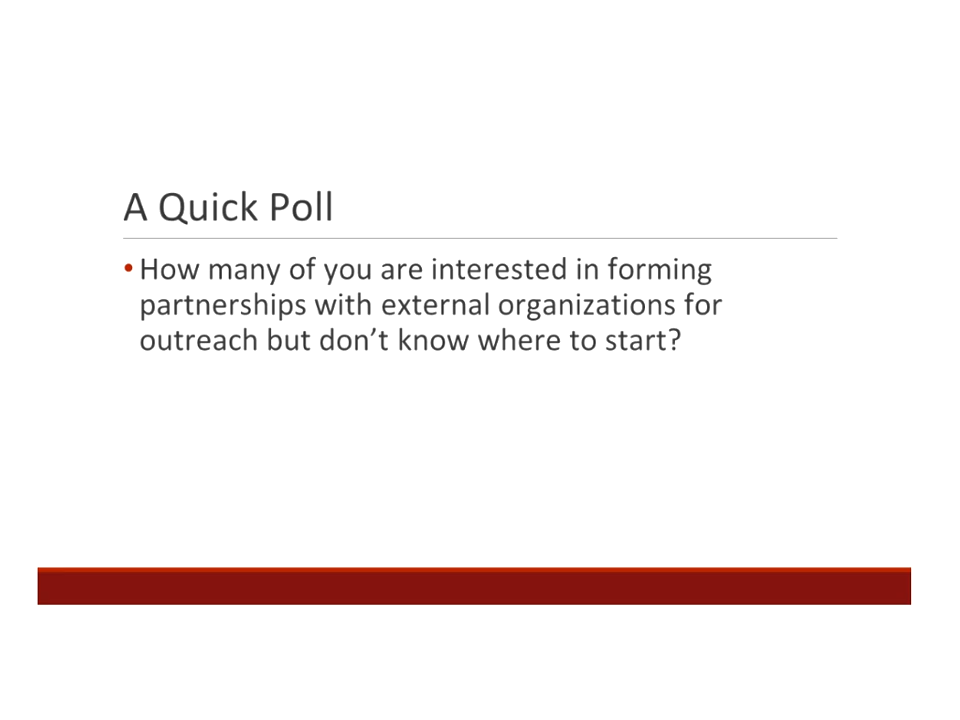 A Quick Poll
• How many of you are interested in forming
partnerships with external organizations for
outreach but don’t know where to start?